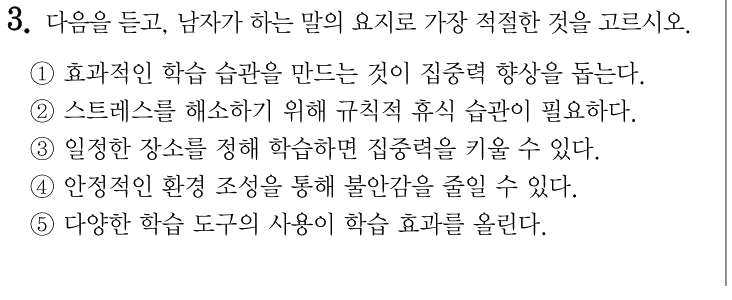 3. 다음을 듣고, 남자가 하는 말의 요지로 가장 적절한 것을 고르시오.
① 효과적인 학습 습관을 만드는 것이 집중력 향상을 돕는다.
② 스트레스를 해소하기 위해 규칙적 휴식 습관이 필요하다.
③ 일정한 장소를 정해 학습하면 집중력을 키울 수 있다.
④ 안정적인 환경 조성을 통해 불안감을 줄일 수 있다.
⑤ 다양한 학습 도구의 사용이 학습 효과를 올린다.